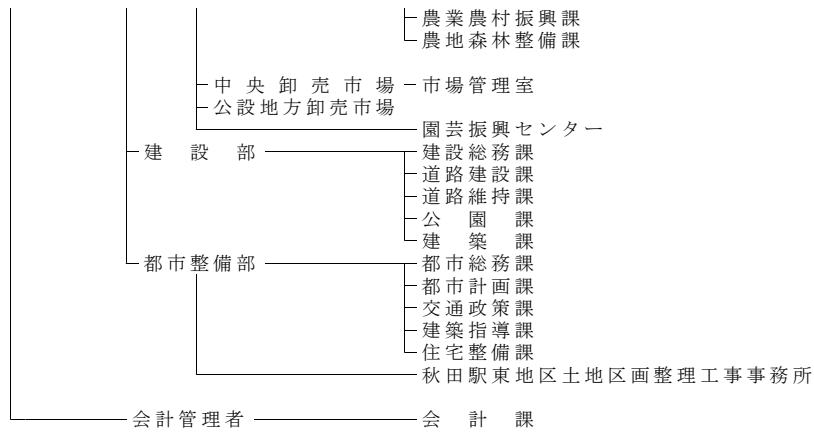 農業農村振興課
農地森林整備課
中央卸売市場 市場管理室
公設地方卸売市場
園芸振興センター
建設部 建設総務課
道路建設課
道路維持課
公園課
建築課
都市整備部 都市総務課
都市計画課
交通政策課
建築指導課
住宅整備課
秋田駅東地区土地区画整理工事事務所
会計管理者 会計課